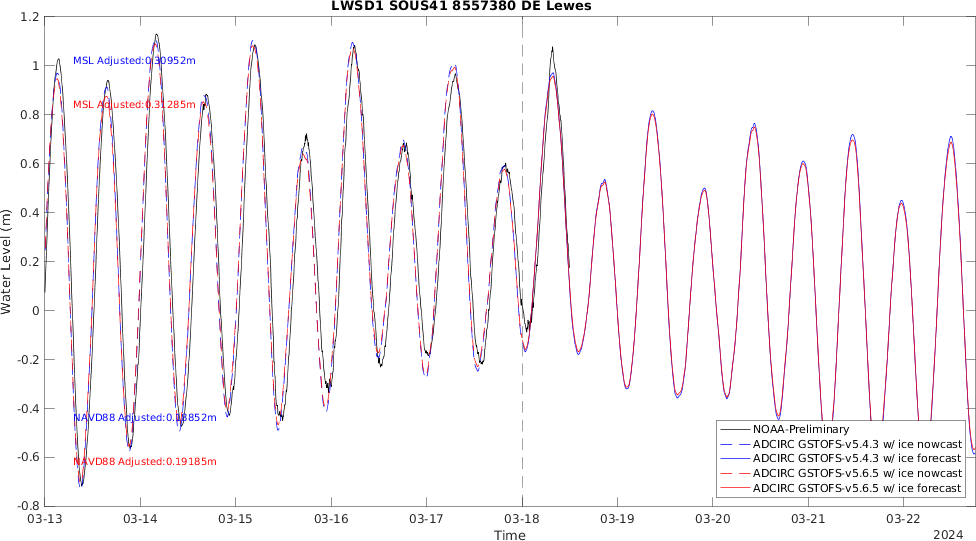 LWSD1 SOUS41 8557380 DE Lewes
1.2
1
0.8
0.6
0.4
0.2
0
-0.2
-0.4
-0.6
-0.8
Water Level (m)
MSL Adjusted:0.30952m
MSL Adjusted:0.31285m
NAVD88 Adjusted:0.18852m
NAVD88 Adjusted:0.19185m
NOAA-Preliminary
ADCIRC GSTOFS-v5.4.3 w/ ice nowcast
ADCIRC GSTOFS-v5.4.3 w/ ice forecast
ADCIRC GSTOFS-v5.6.5 w/ ice nowcast
ADCIRC GSTOFS-v5.6.5 w/ ice forecast
03-13 03-14 03-15 03-16 03-17 03-18 03-19 03-20 03-21 03-22
Time
2024